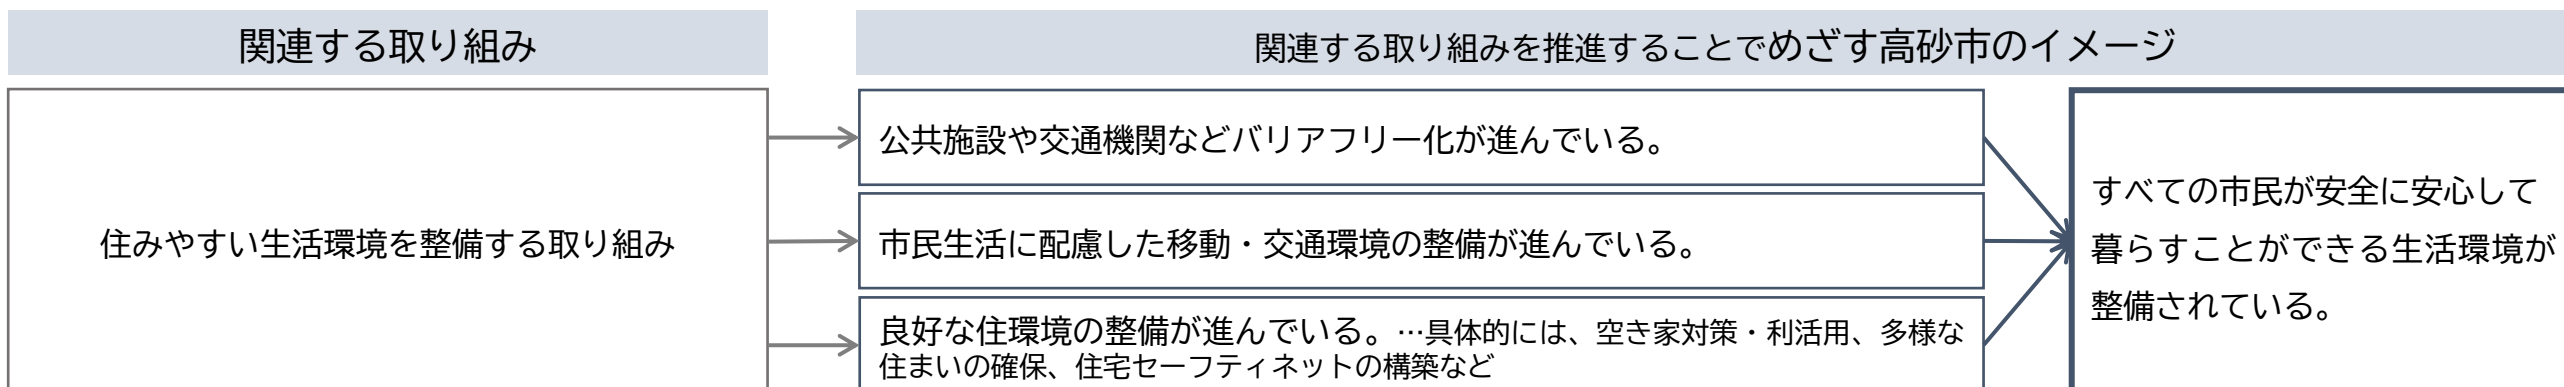 関連する取り組み
関連する取り組みを推進することでめざす高砂市のイメージ
住みやすい生活環境を整備する取り組み
公共施設や交通機関などバリアフリー化が進んでいる。
市民生活に配慮した移動・交通環境の整備が進んでいる。
良好な住環境の整備が進んでいる。…具体的には、空き家対策・利活用、多様な
住まいの確保、住宅セーフティネットの構築など
すべての市民が安全に安心して
暮らすことができる生活環境が
整備されている。